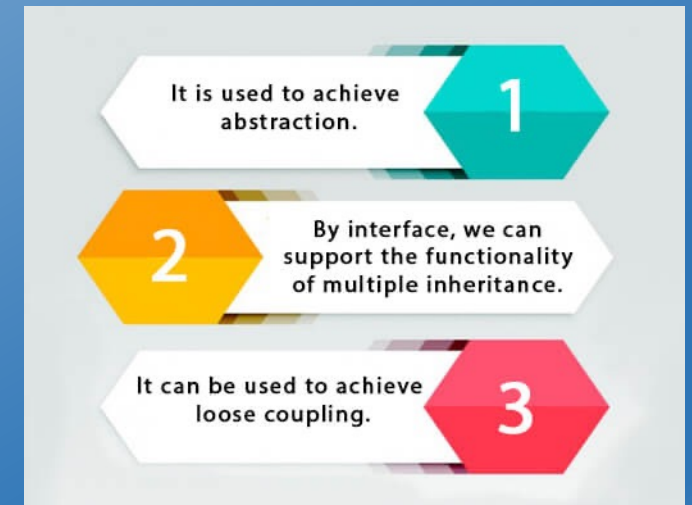 It is used to achieve
abstraction.
1
2
By interface, we can
support the functionality
of multiple inheritance.
It can be used to achieve
loose coupling.
3